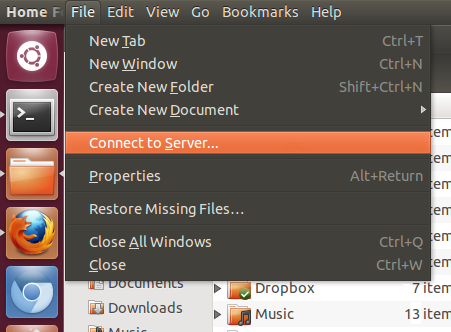 Home Fo File Edit View Go Bookmarks Help
New Tab Ctrl+T
New Window Ctrl+N
Create New Folder Shift+Ctrl+N
Create New Document
Connect to Server...
Properties Alt+Return
Restore Missing Files...
Close All Windows Ctrl+Q
Close Ctrl+W
Documents
Dropbox 7 item
Downloads
Music 13 item